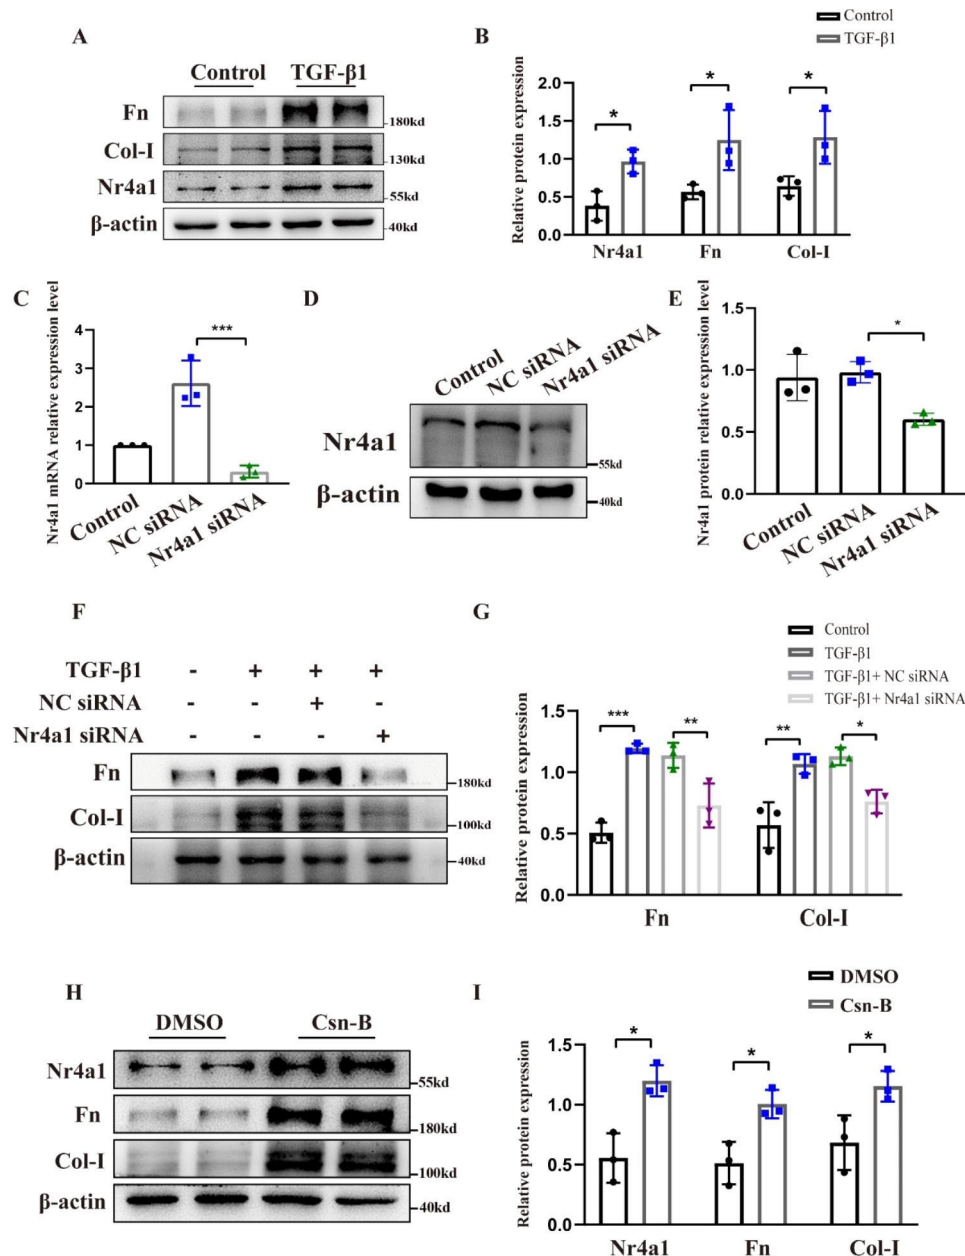 A
Control TGF-β1
Fn
180kd
Col-I
130kd
Nr4a1
55kd
β-actin
40kd
B
Control
TGF-β1
Relative protein expression
2.0
1.5
1.0
0.5
0.0
* * *
Nr4a1 Fn Col-I
C
Nr4a1 mRNA relative expression level
4
3
2
1
0
***
Control NC siRNA Nr4a1 siRNA
D
Control NC siRNA Nr4a1 siRNA
Nr4a1
55kd
β-actin
40kd
E
Nr4a1 protein relative expression level
1.5
1.0
0.5
0.0
*
Control NC siRNA Nr4a1 siRNA
F
TGF-β1 - + + +
NC siRNA - - + -
Nr4a1 siRNA - - - +
Fn
180kd
Col-I
100kd
β-actin
40kd
G
Control
TGF-β1
TGF-β1+ NC siRNA
TGF-β1+ Nr4a1 siRNA
Relative protein expression
1.5
1.0
0.5
0.0
*** ** ** *
Fn Col-I
H
DMSO Csn-B
Nr4a1
55kd
Fn
180kd
Col-I
100kd
β-actin
40kd
I
DMSO
Csn-B
Relative protein expression
1.5
1.0
0.5
0.0
* * *
Nr4a1 Fn Col-I